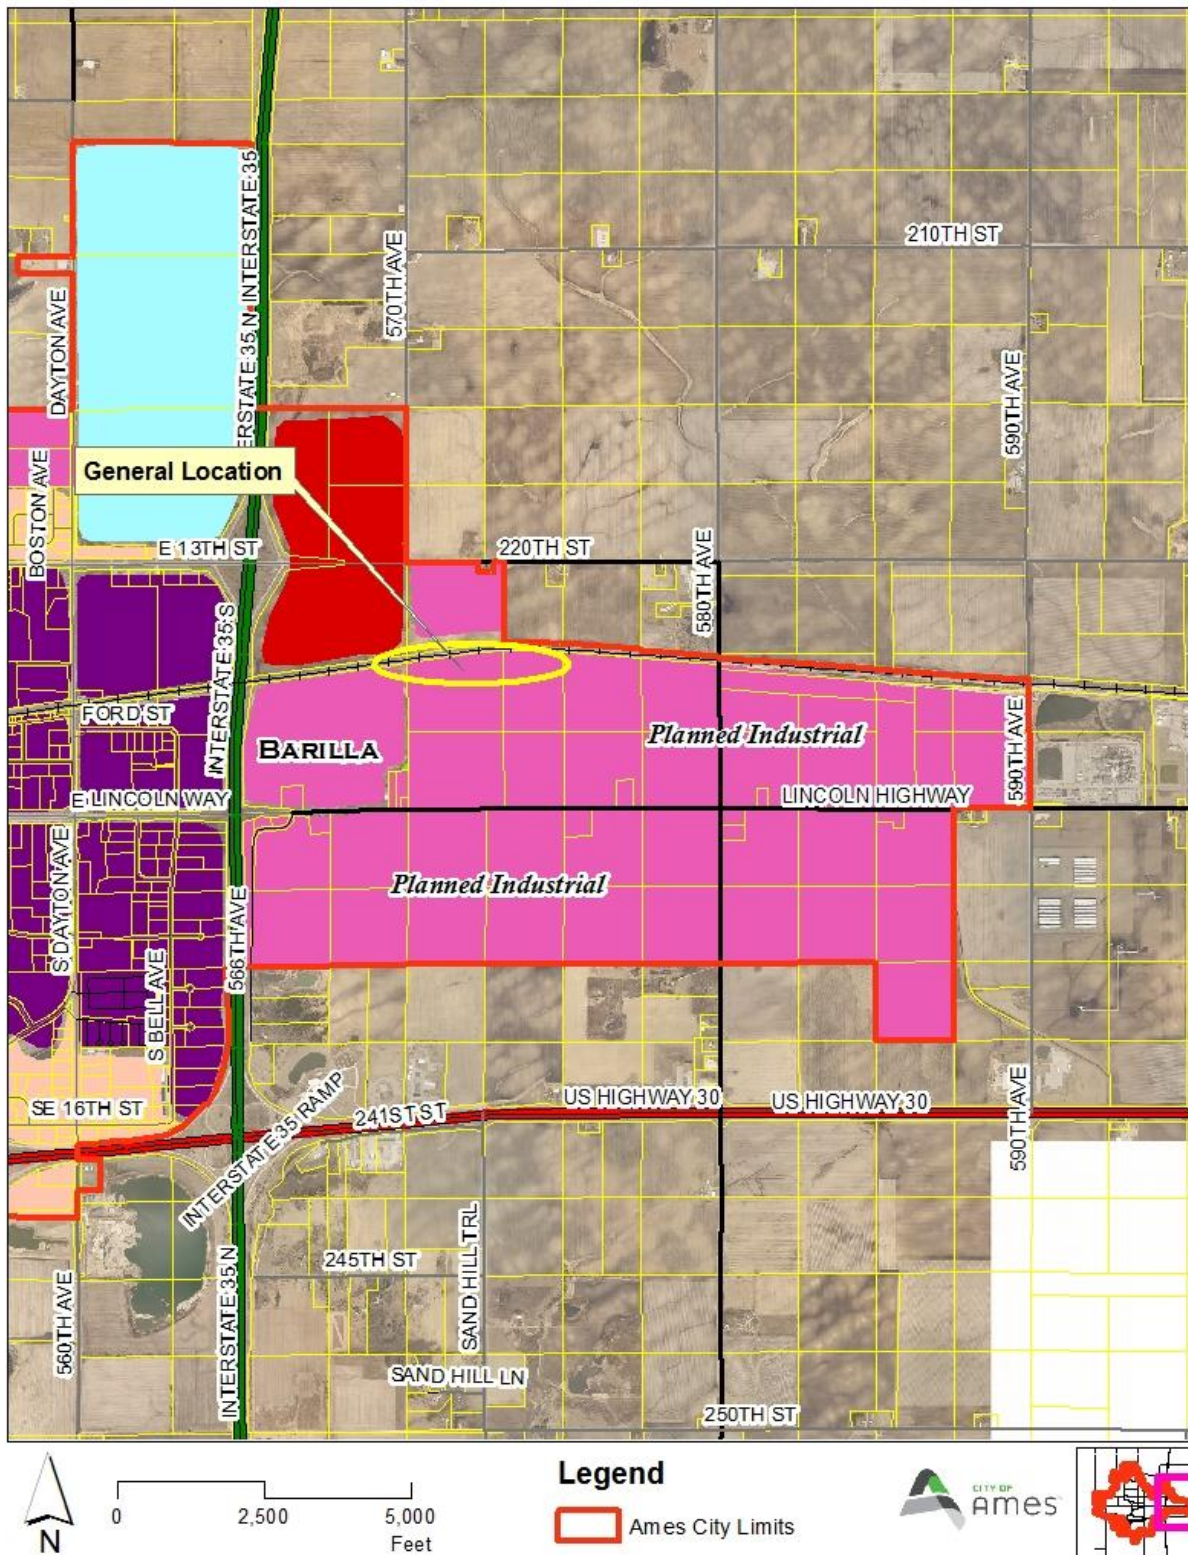 INTERSTATE 35
INTERSTATE 35 N
570TH AVE
210TH ST
DAYTON AVE
590TH AVE
General Location
BOSTON AVE
E 13TH ST
220TH ST
580TH AVE
INTERSTATE 35 S
FORD ST
BARILLA
Planned Industrial
590TH AVE
LINCOLN WAY
LINCOLN HIGHWAY
S DAYTON AVE
Planned Industrial
566TH AVE
S BELL AVE
SE 16TH ST
INTERSTATE 35 RAMP
241ST ST
US HIGHWAY 30
US HIGHWAY 30
590TH AVE
560TH AVE
INTERSTATE 35 N
245TH ST
SAND HILL TRL
SAND HILL LN
250TH ST
N
0
2,500
5,000
Feet
Legend
Ames City Limits
CITY OF
AMES